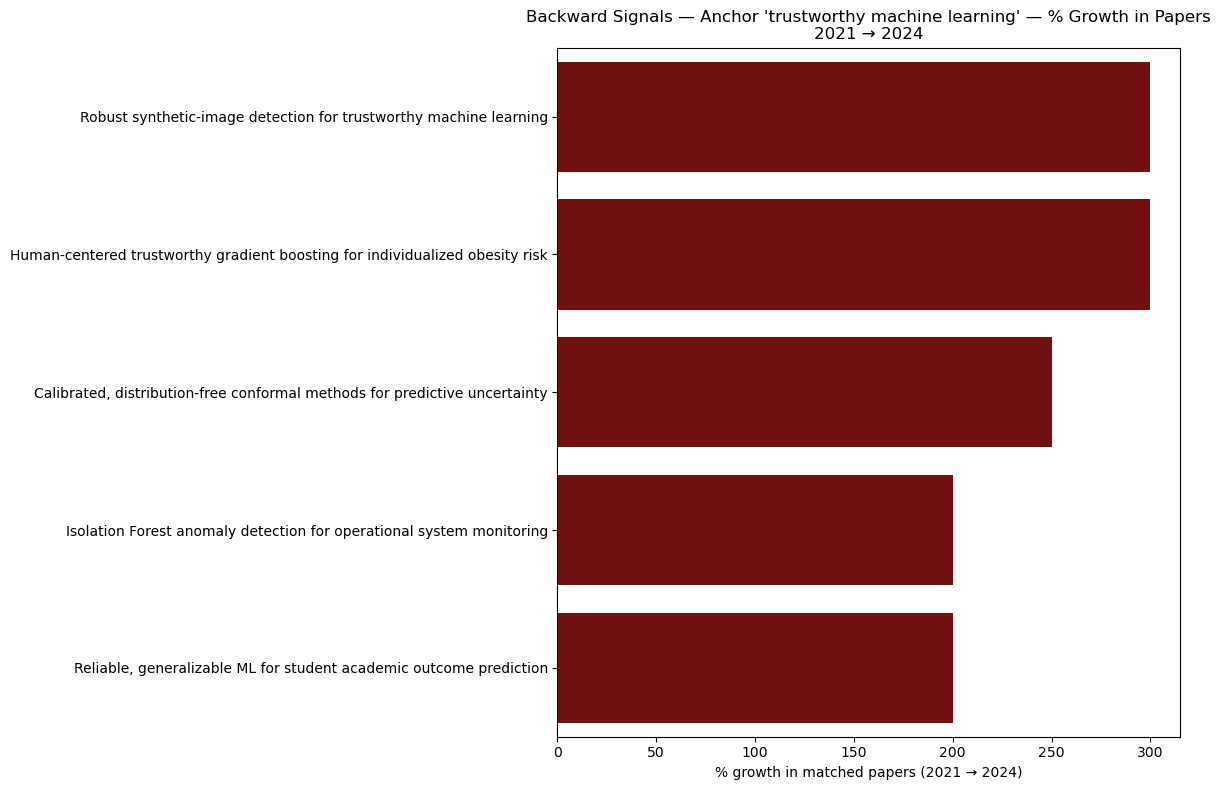 Backward Signals — Anchor 'trustworthy machine learning' — % Growth in Papers
2021 → 2024
Robust synthetic-image detection for trustworthy machine learning
Human-centered trustworthy gradient boosting for individualized obesity risk
Calibrated, distribution-free conformal methods for predictive uncertainty
Isolation Forest anomaly detection for operational system monitoring
Reliable, generalizable ML for student academic outcome prediction
0 50 100 150 200 250 300
% growth in matched papers (2021 → 2024)